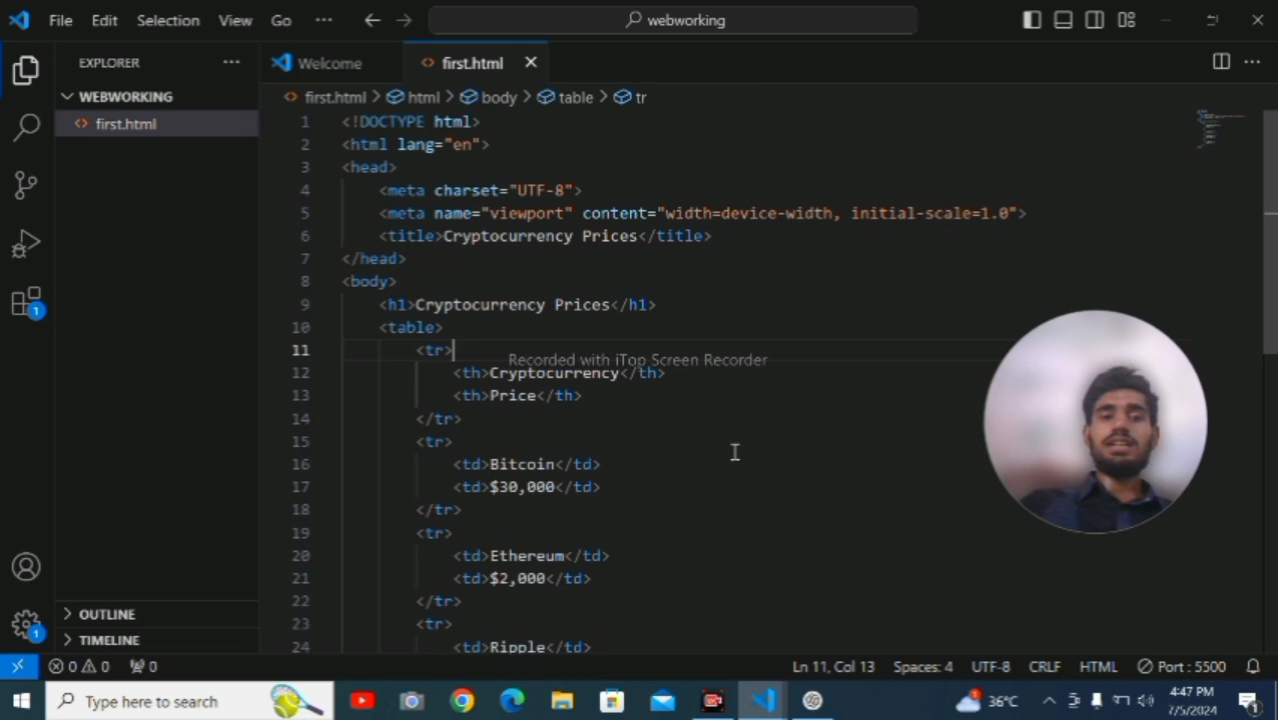 File Edit Selection View Go ··· webworking
EXPLORER ···
Welcome first.html
WEBWORKING
first.html
first.html > html > body > table > tr
1 <!DOCTYPE html>
2 <html lang="en">
3 <head>
4 <meta charset="UTF-8">
5 <meta name="viewport" content="width=device-width, initial-scale=1.0">
6 <title>Cryptocurrency Prices</title>
7 </head>
8 <body>
9 <h1>Cryptocurrency Prices</h1>
10 <table>
11 <tr>
Recorded with iTop Screen Recorder
12 <th>Cryptocurrency</th>
13 <th>Price</th>
14 </tr>
15 <tr>
16 <td>Bitcoin</td>
17 <td>$30,000</td>
18 </tr>
19 <tr>
20 <td>Ethereum</td>
21 <td>$2,000</td>
22 </tr>
23 <tr>
24 <td>Ripple</td>
1
1
OUTLINE
TIMELINE
0 0 0 Ln 11, Col 13 Spaces: 4 UTF-8 CRLF HTML Port : 5500
Type here to search 36°C 4:47 PM
7/5/2024
1